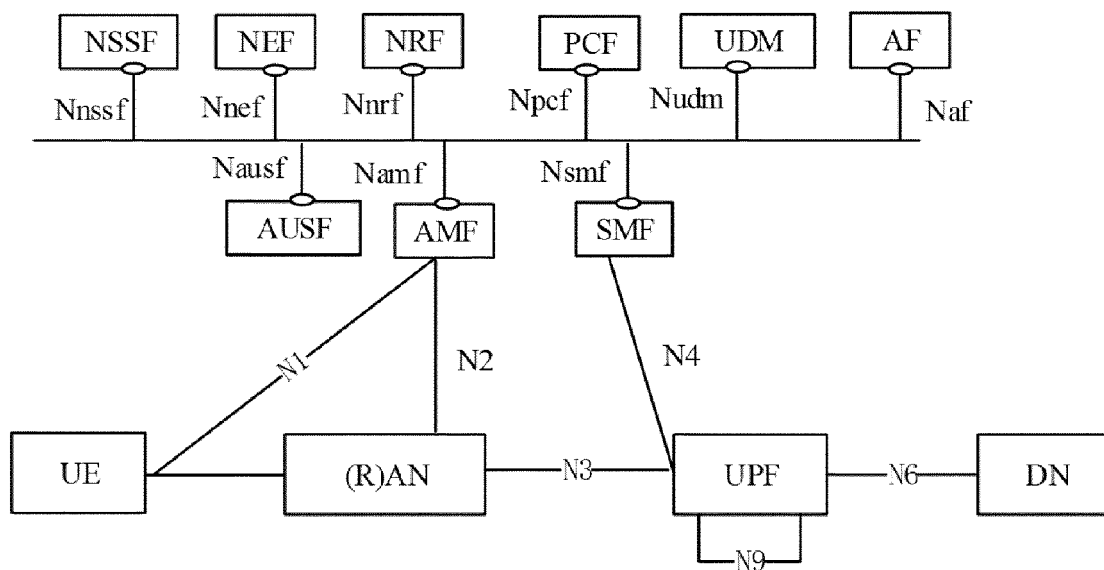 NSSF NEF NRF PCF UDM AF
Nnssf Nnef Nnrf Npcf Nudm Naf
Nausf Namf Nsmf
AUSF AMF SMF
N1 N2 N4
UE (R)AN N3 UPF N6 DN
N9